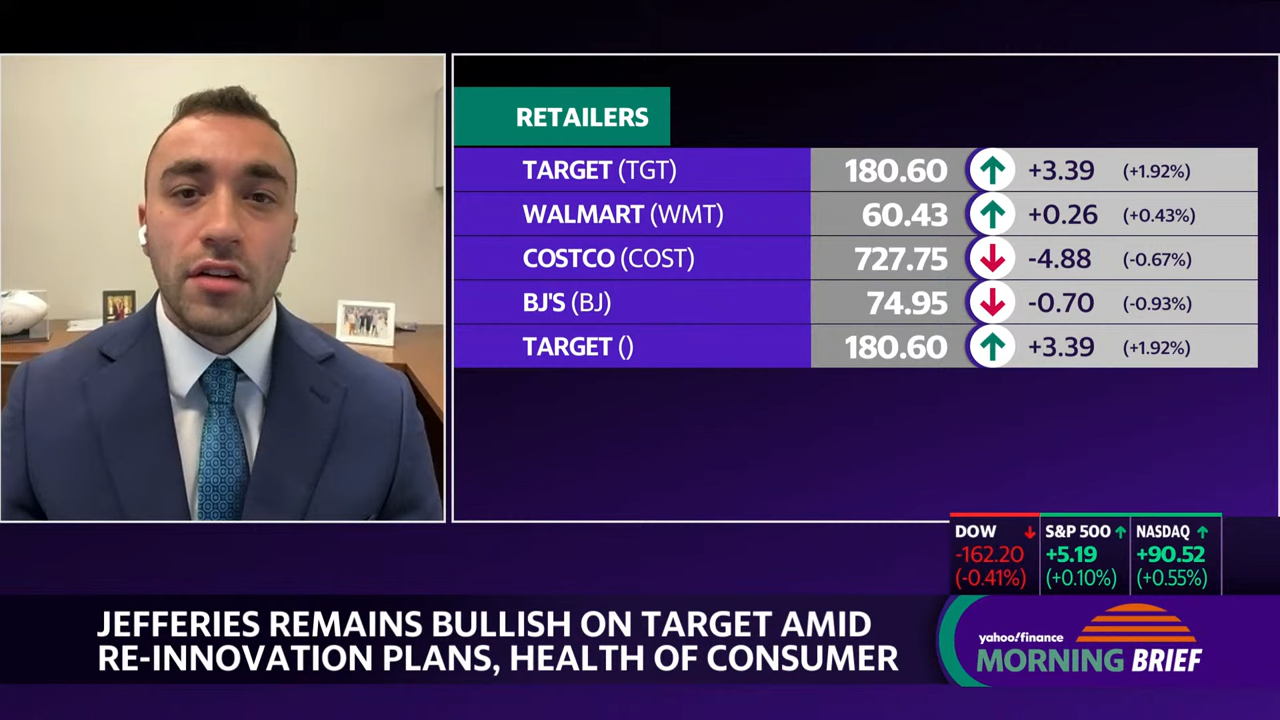 RETAILERS
TARGET (TGT) 180.60 +3.39 (+1.92%)
WALMART (WMT) 60.43 +0.26 (+0.43%)
COSTCO (COST) 727.75 -4.88 (-0.67%)
BJ'S (BJ) 74.95 -0.70 (-0.93%)
TARGET () 180.60 +3.39 (+1.92%)
DOW S&P 500 NASDAQ
-162.20 +5.19 +90.52
(-0.41%) (+0.10%) (+0.55%)
JEFFERIES REMAINS BULLISH ON TARGET AMID
RE-INNOVATION PLANS, HEALTH OF CONSUMER
yahoo!finance
MORNING BRIEF